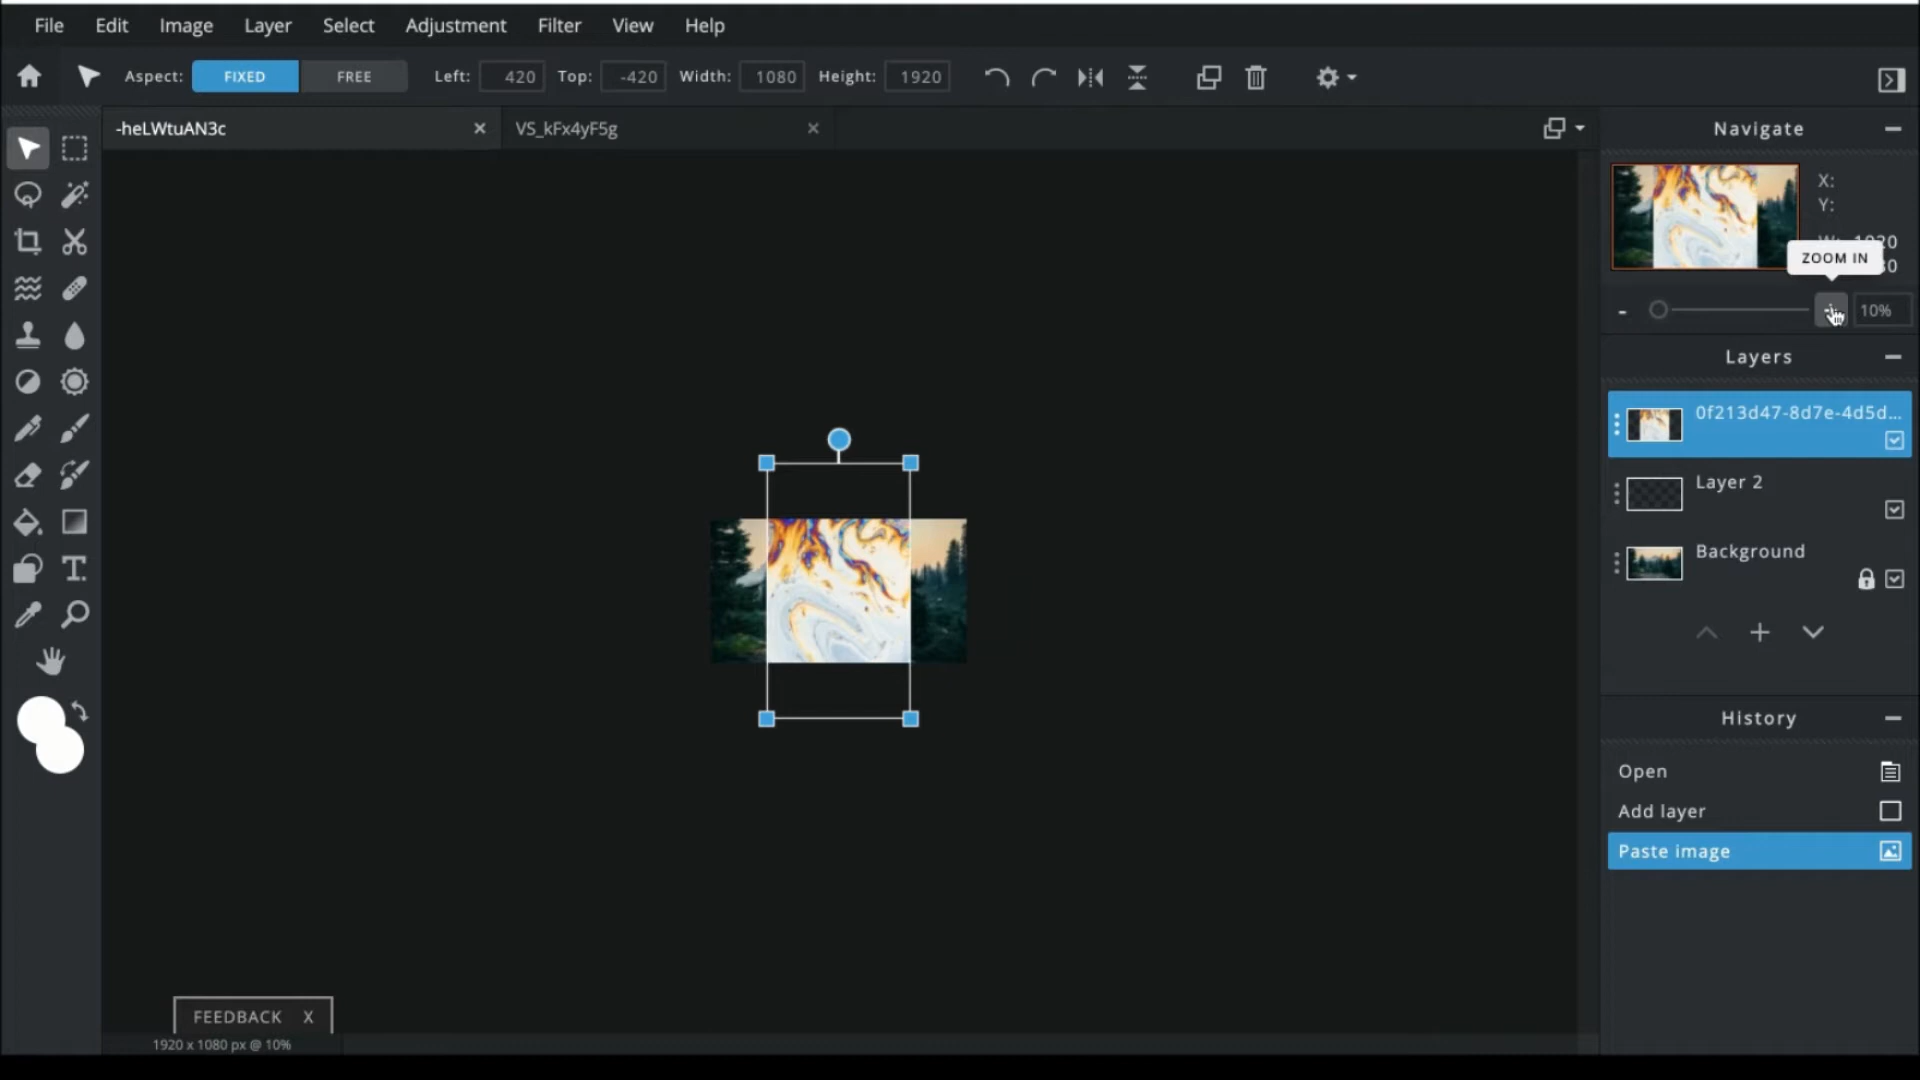 File Edit Image Layer Select Adjustment Filter View Help
Aspect: FIXED FREE Left: 420 Top: -420 Width: 1080 Height: 1920
-heLWtuAN3c VS_kFx4yF5g
Navigate
X:
Y:
ZOOM IN
- 10%
Layers
0f213d47-8d7e-4d5d...
Layer 2
Background
History
Open
Add layer
Paste image
FEEDBACK X
1920 x 1080 px @ 10%